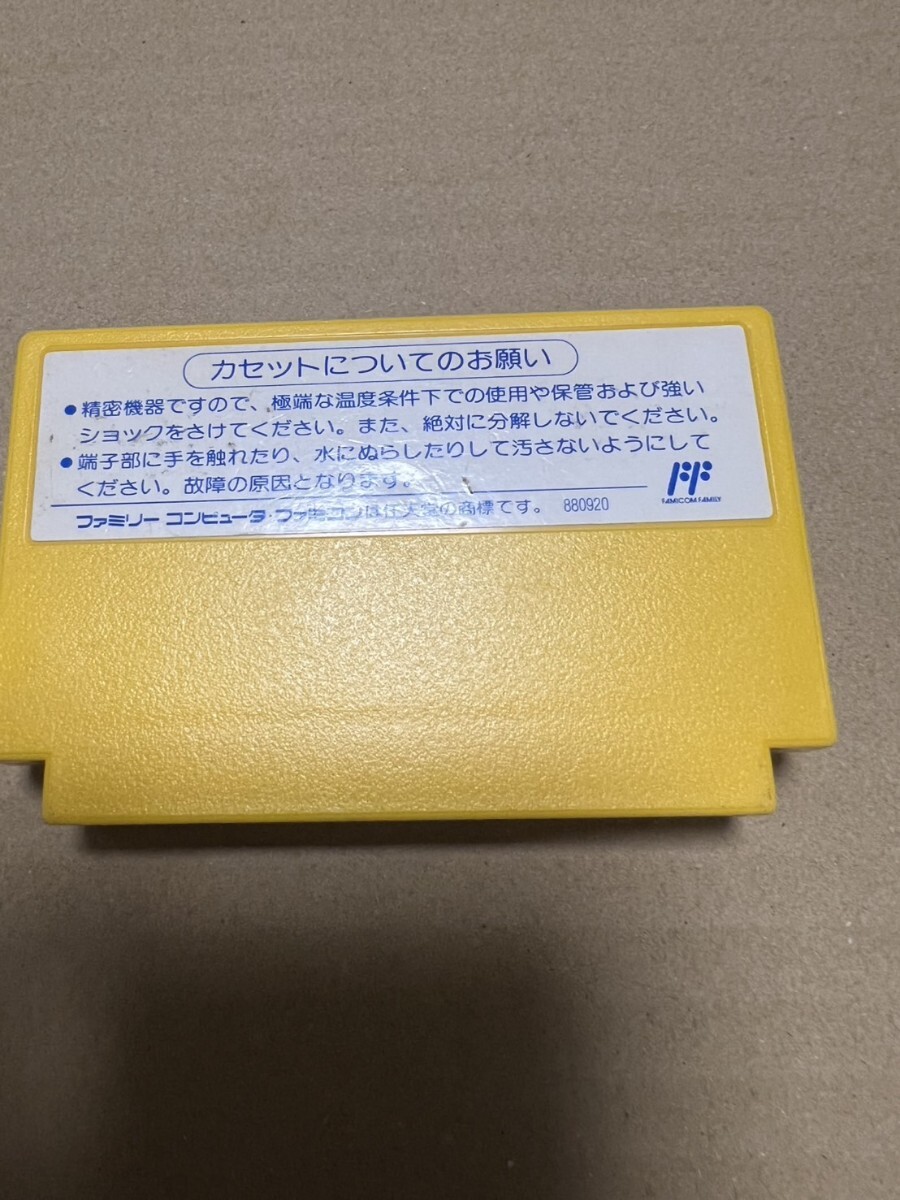 カセットについてのお願い
●精密機器ですので、極端な温度条件下での使用や保管および強い
ショックをさけてください。また、絶対に分解しないでください。
●端子部に手を触れたり、水にぬらしたりして汚さないようにして
ください。故障の原因となります。
FAMICOM FAMILY
ファミリー コンピュータ・ファミコンは任天堂の商標です。 880920